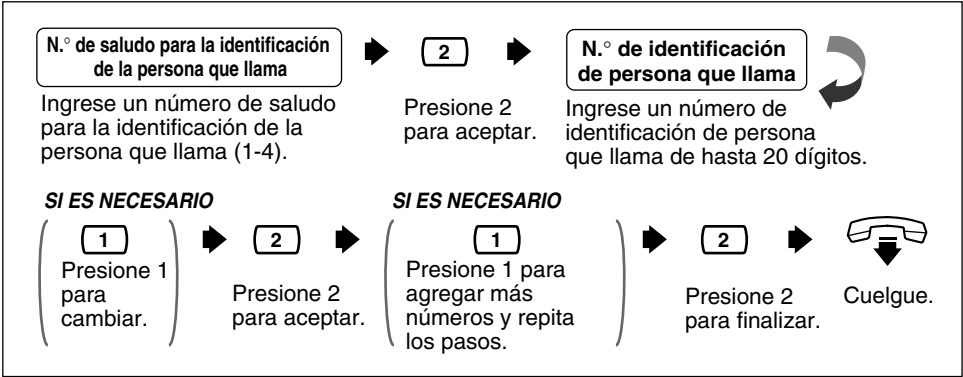 N.° de saludo para la identificación
de la persona que llama
2
N.° de identificación
de persona que llama
Ingrese un número de saludo
para la identificación de la
persona que llama (1-4).
Presione 2
para aceptar.
Ingrese un número de
identificación de persona
que llama de hasta 20 dígitos.
SI ES NECESARIO
SI ES NECESARIO
1
Presione 1
para
cambiar.
2
Presione 2
para aceptar.
1
Presione 1 para
agregar más
números y repita
los pasos.
2
Presione 2
para finalizar.
Cuelgue.